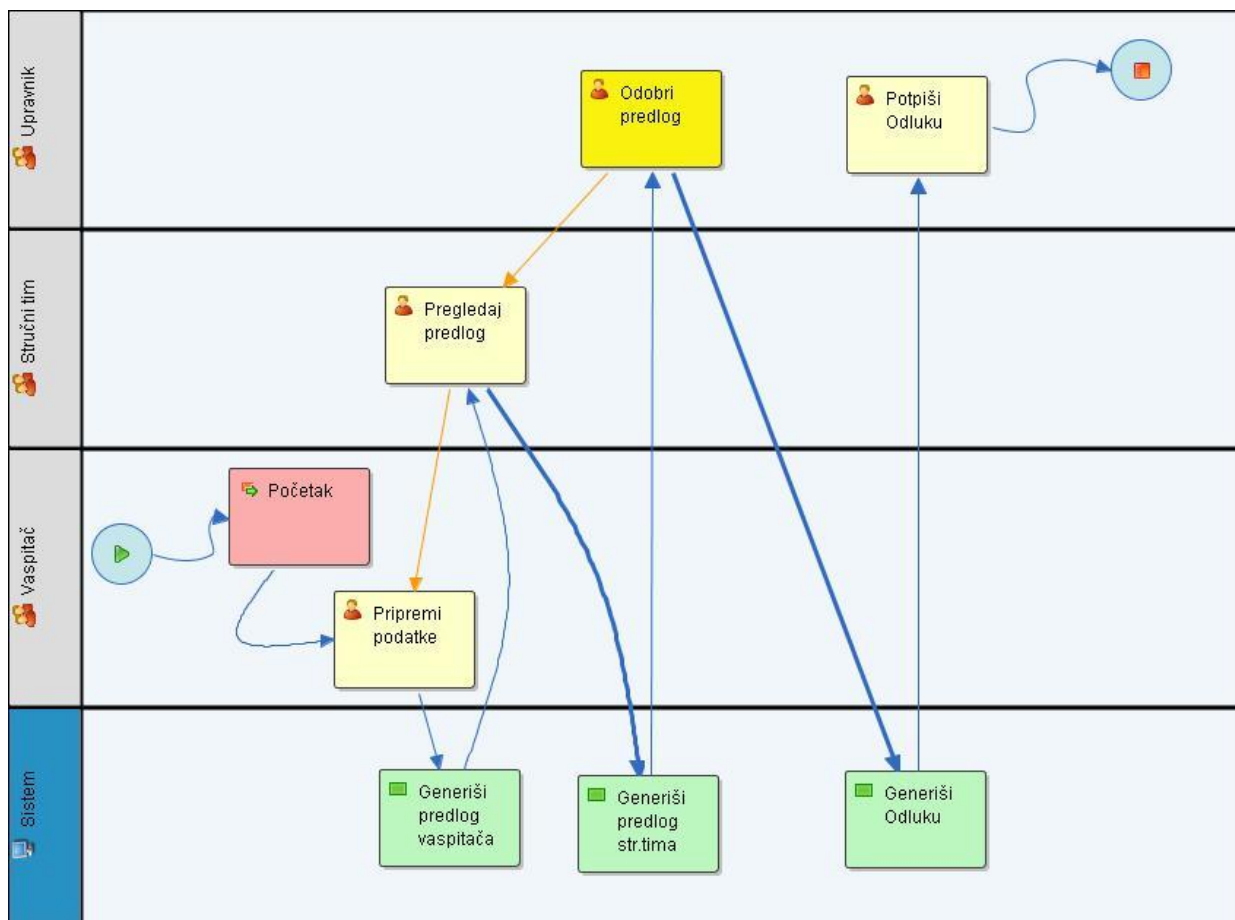 Upravnik
Odobri
predlog
Potpiši
Odluku
Stručni tim
Pregledaj
predlog
Vaspitač
Početak
Pripremi
podatke
Sistem
Generiši
predlog
vaspitača
Generiši
predlog
str.tima
Generiši
Odluku